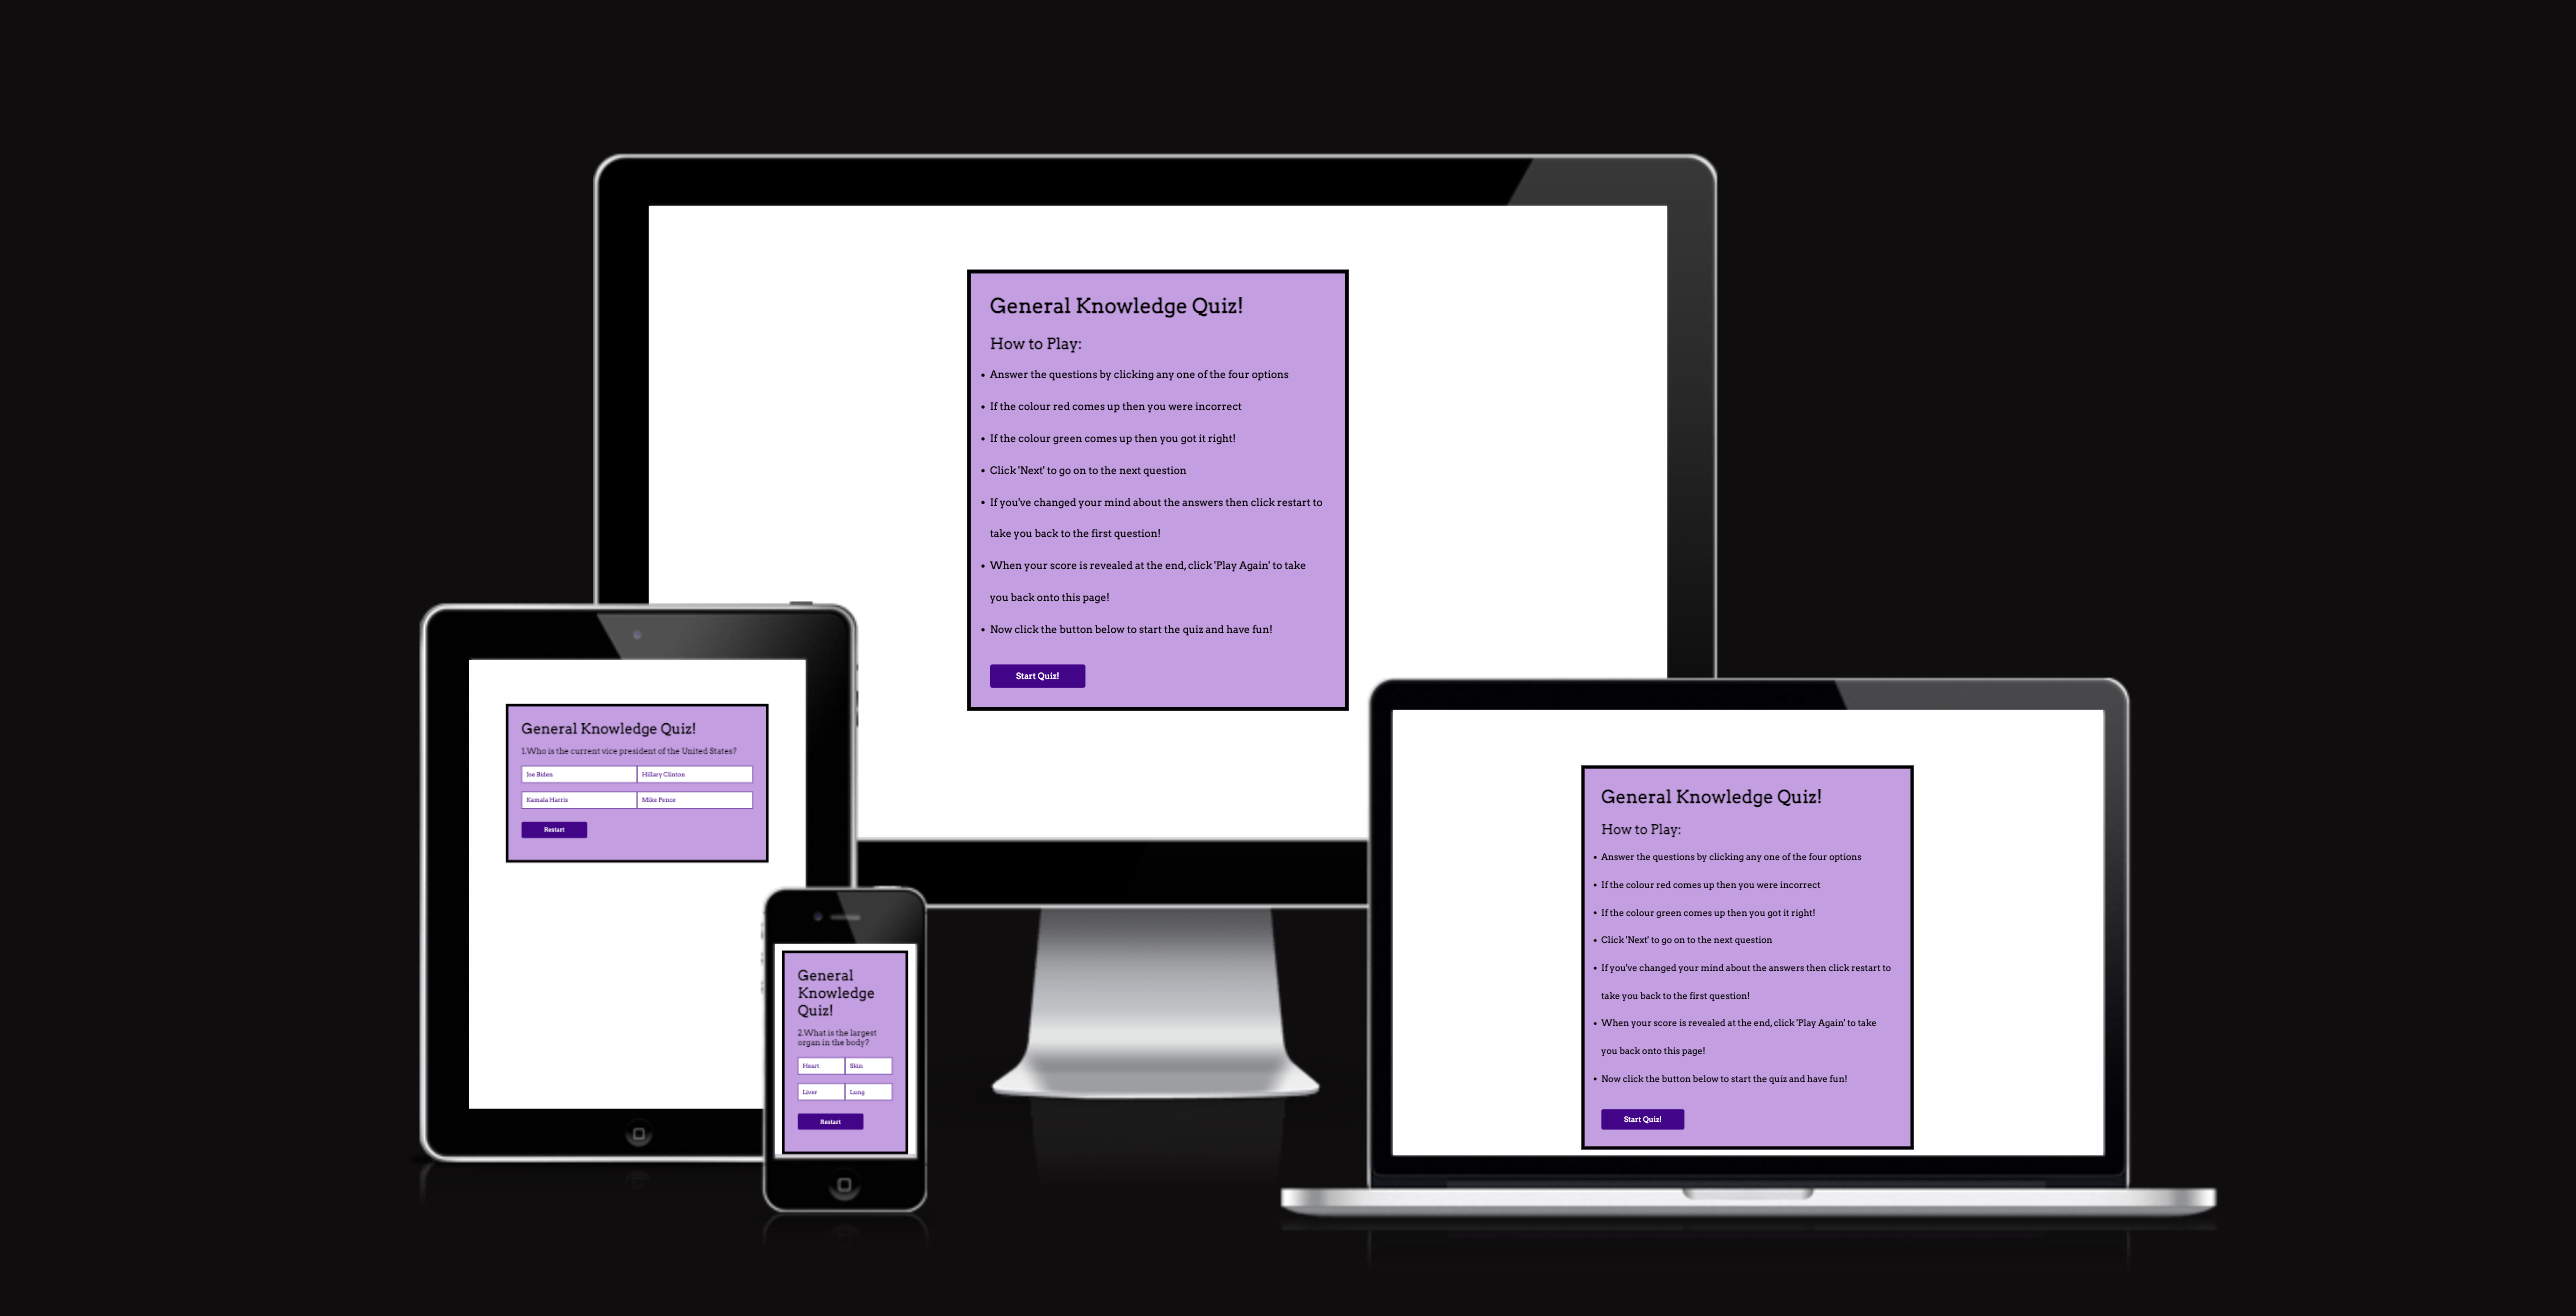 General Knowledge Quiz!
How to Play:
• Answer the questions by clicking any one of the four options
• If the colour red comes up then you were incorrect
• If the colour green comes up then you got it right!
• Click 'Next' to go on to the next question
• If you've changed your mind about the answers then click restart to
take you back to the first question!
• When your score is revealed at the end, click 'Play Again' to take
you back onto this page!
• Now click the button below to start the quiz and have fun!
Start Quiz!
General Knowledge Quiz!
1.Who is the current vice president of the United States?
Joe Biden Hillary Clinton
Kamala Harris Mike Pence
Restart
General
Knowledge
Quiz!
2.What is the largest
organ in the body?
Heart Skin
Liver Lung
Restart
General Knowledge Quiz!
How to Play:
• Answer the questions by clicking any one of the four options
• If the colour red comes up then you were incorrect
• If the colour green comes up then you got it right!
• Click 'Next' to go on to the next question
• If you've changed your mind about the answers then click restart to
take you back to the first question!
• When your score is revealed at the end, click 'Play Again' to take
you back onto this page!
• Now click the button below to start the quiz and have fun!
Start Quiz!